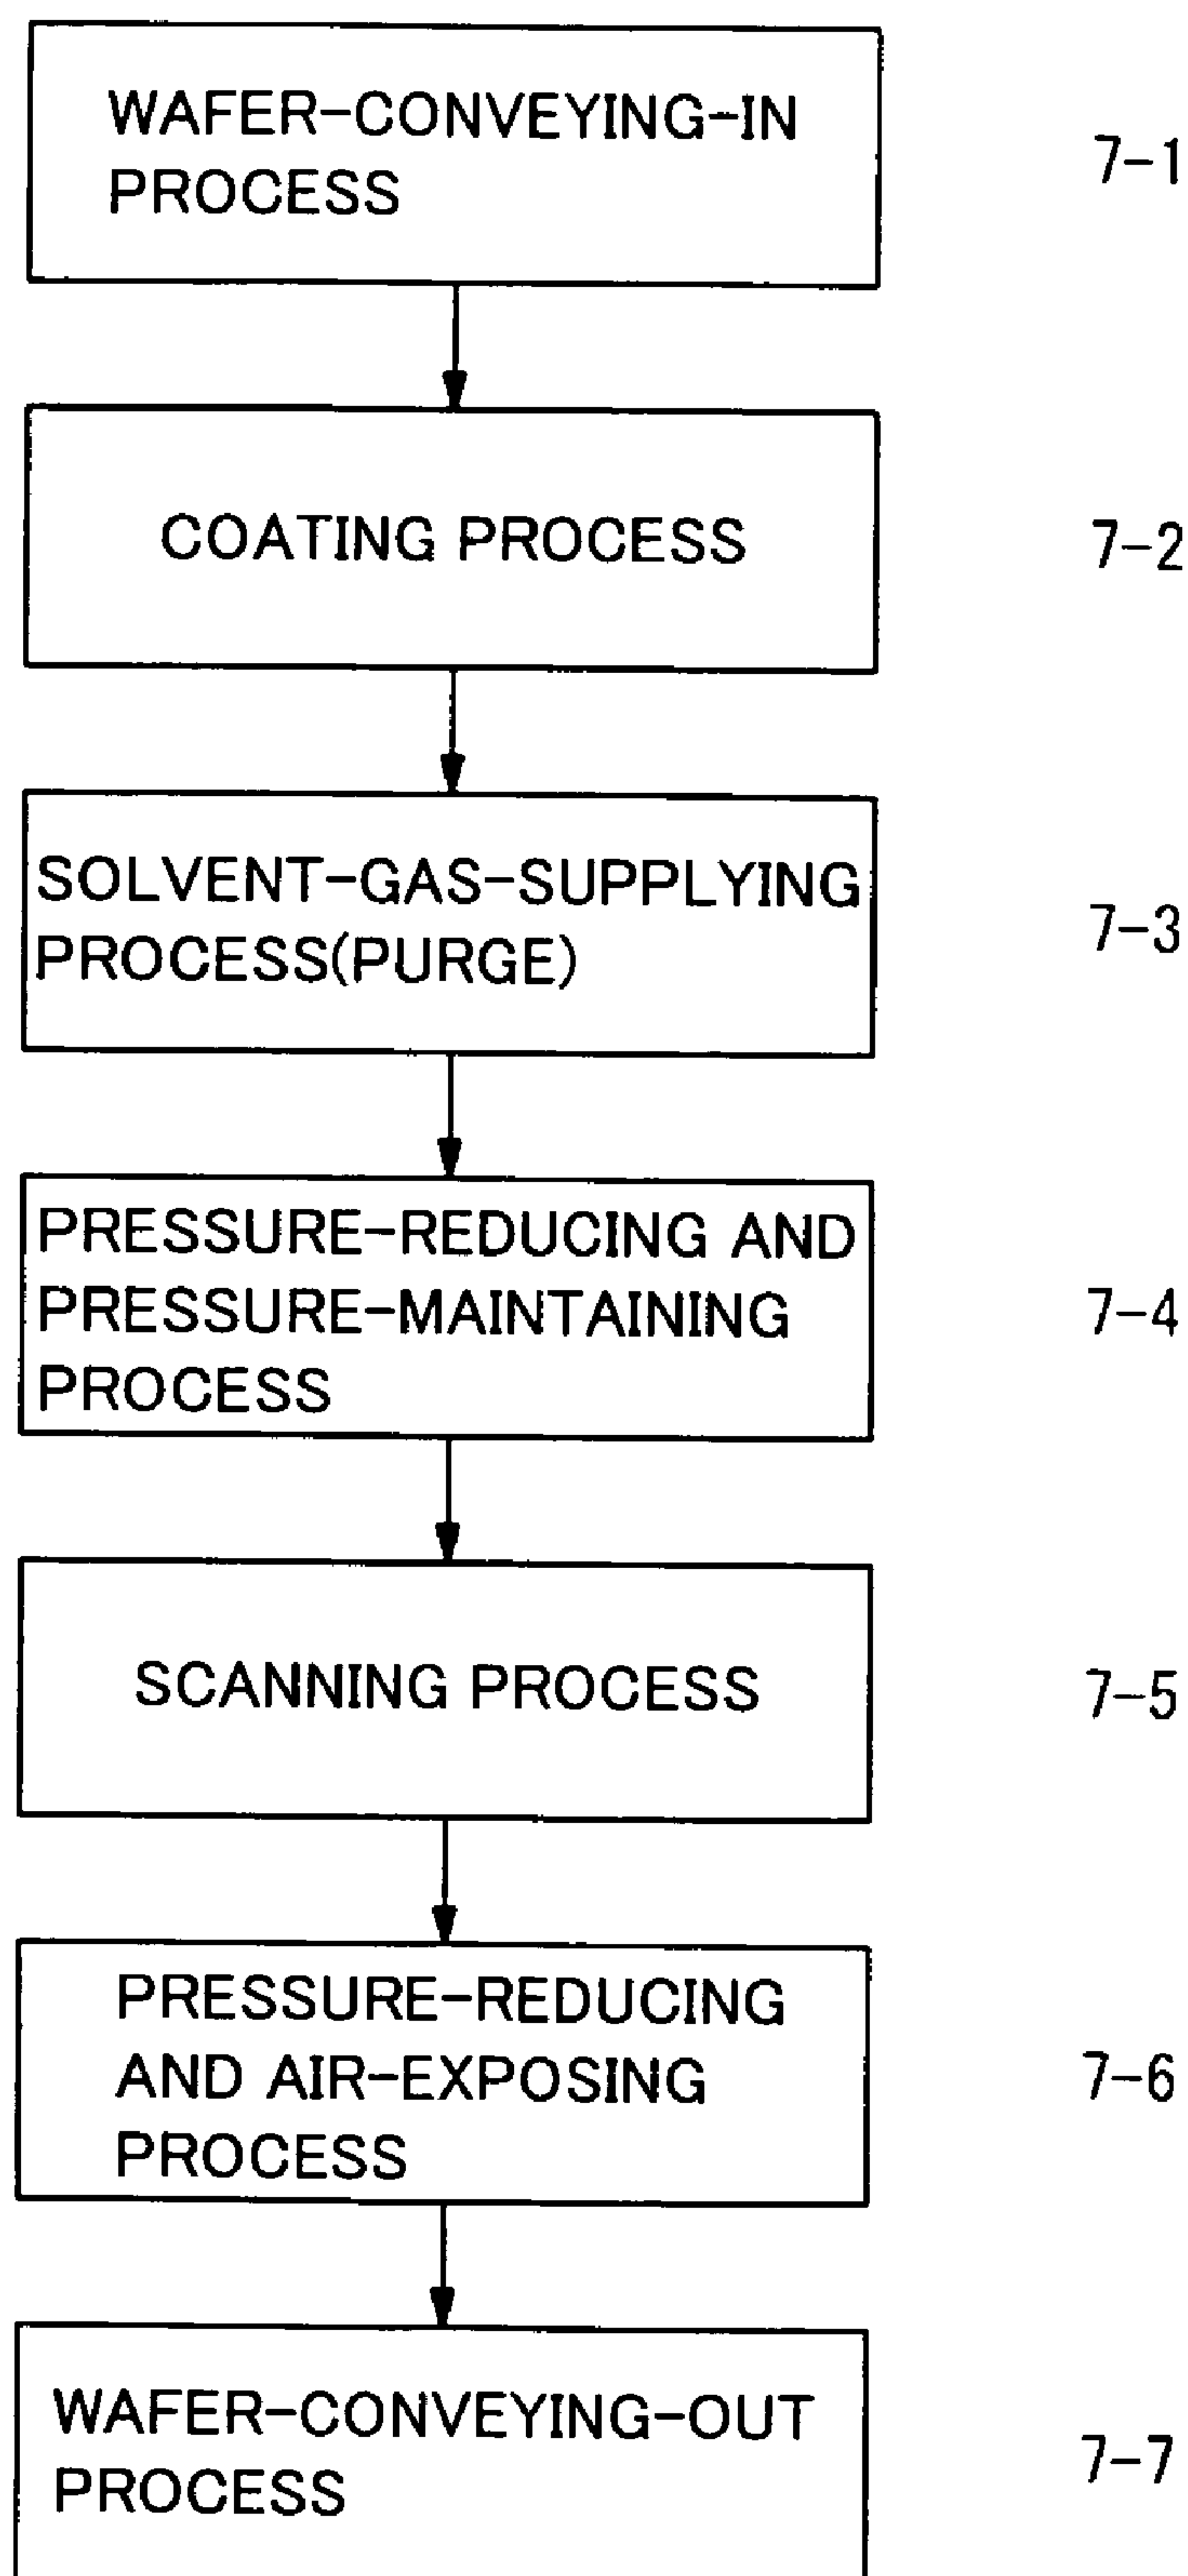 WAFER-CONVEYING-IN
PROCESS
7-1
COATING PROCESS
7-2
SOLVENT-GAS-SUPPLYING
PROCESS(PURGE)
7-3
PRESSURE-REDUCING AND
PRESSURE-MAINTAINING
PROCESS
7-4
SCANNING PROCESS
7-5
PRESSURE-REDUCING
AND AIR-EXPOSING
PROCESS
7-6
WAFER-CONVEYING-OUT
PROCESS
7-7